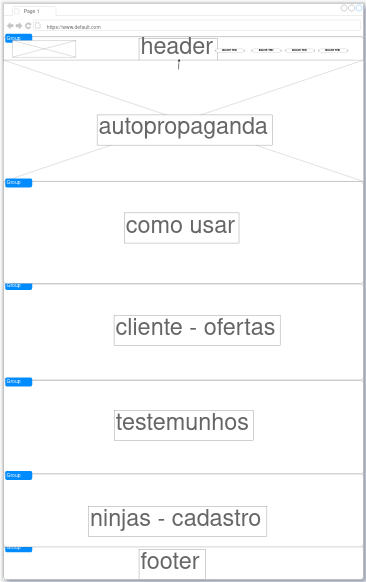 Page 1
https://www.default.com
Group
header
autopropaganda
Group
como usar
Group
cliente - ofertas
Group
testemunhos
Group
ninjas - cadastro
Group
footer